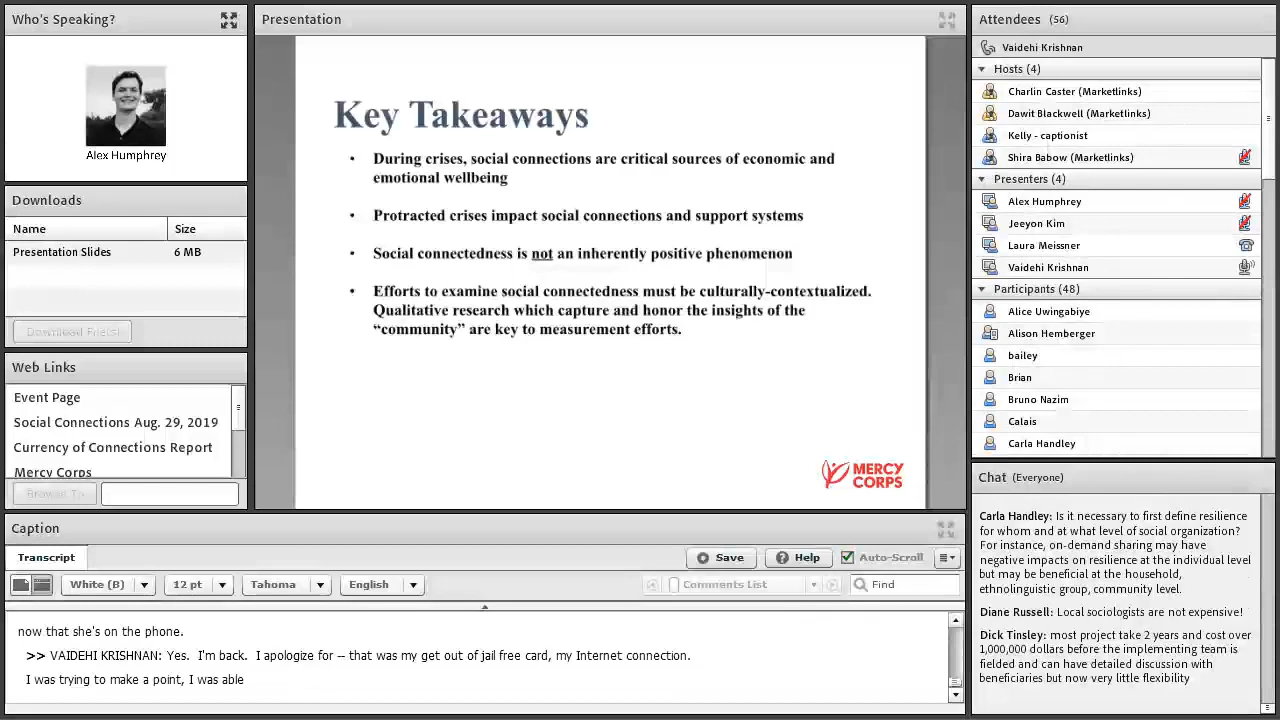 Who's Speaking?
Alex Humphrey
Downloads
Name Size
Presentation Slides 6 MB
Download File(s)
Web Links
Event Page
Social Connections Aug. 29, 2019
Currency of Connections Report
Mercy Corps
Browse To
Presentation
Key Takeaways
• During crises, social connections are critical sources of economic and
emotional wellbeing
• Protracted crises impact social connections and support systems
• Social connectedness is not an inherently positive phenomenon
• Efforts to examine social connectedness must be culturally-contextualized.
Qualitative research which capture and honor the insights of the
“community” are key to measurement efforts.
MERCY
CORPS
Caption
Transcript
Save Help Auto-Scroll
White (B) 12 pt Tahoma English Comments List Find
now that she's on the phone.
>> VAIDEHI KRISHNAN: Yes. I'm back. I apologize for -- that was my get out of jail free card, my Internet connection.
I was trying to make a point, I was able
Attendees (56)
Vaidehi Krishnan
Hosts (4)
Charlin Caster (Marketlinks)
Dawit Blackwell (Marketlinks)
Kelly - captionist
Shira Babow (Marketlinks)
Presenters (4)
Alex Humphrey
Jeeyon Kim
Laura Meissner
Vaidehi Krishnan
Participants (48)
Alice Uwingabiye
Alison Hemberger
bailey
Brian
Bruno Nazim
Calais
Carla Handley
Chat (Everyone)
Carla Handley: Is it necessary to first define resilience
for whom and at what level of social organization?
For instance, on-demand sharing may have
negative impacts on resilience at the individual level
but may be beneficial at the household,
ethnolinguistic group, community level.
Diane Russell: Local sociologists are not expensive!
Dick Tinsley: most project take 2 years and cost over
1,000,000 dollars before the implementing team is
fielded and can have detailed discussion with
beneficiaries but now very little flexibility